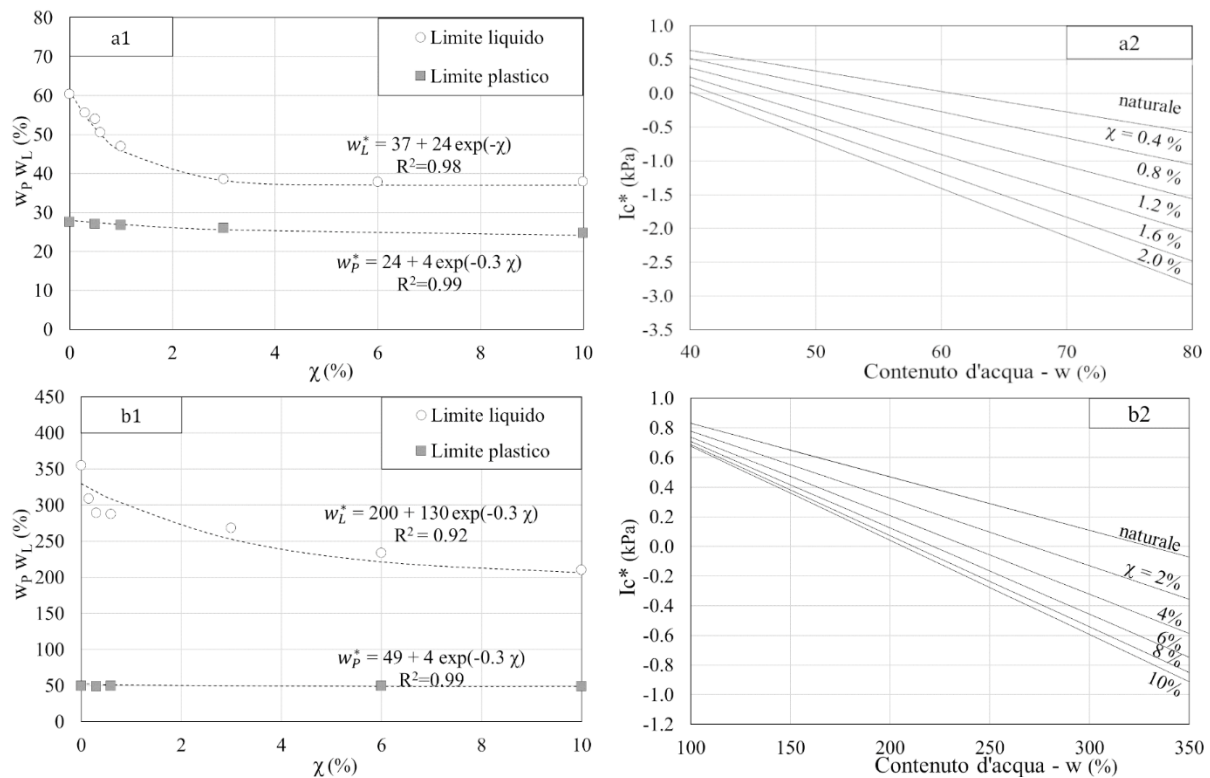 a1
Limite liquido
Limite plastico
80
70
60
50
40
30
20
10
0
w_P w_L (%)
w_L^* = 37 + 24 exp(-χ)
R²=0.98
w_P^* = 24 + 4 exp(-0.3 χ)
R²=0.99
0 2 4 6 8 10
χ (%)
a2
1.0
0.5
0.0
-0.5
-1.0
-1.5
-2.0
-2.5
-3.0
-3.5
Ic* (kPa)
naturale
χ = 0.4 %
0.8 %
1.2 %
1.6 %
2.0 %
40 50 60 70 80
Contenuto d'acqua - w (%)
b1
Limite liquido
Limite plastico
450
400
350
300
250
200
150
100
50
0
w_P w_L (%)
w_L^* = 200 + 130 exp(-0.3 χ)
R² = 0.92
w_P^* = 49 + 4 exp(-0.3 χ)
R²=0.99
0 2 4 6 8 10
χ (%)
b2
1.0
0.8
0.6
0.4
0.2
0.0
-0.2
-0.4
-0.6
-0.8
-1.0
-1.2
Ic* (kPa)
naturale
χ = 2%
4%
6%
8 %
10%
100 150 200 250 300 350
Contenuto d'acqua - w (%)